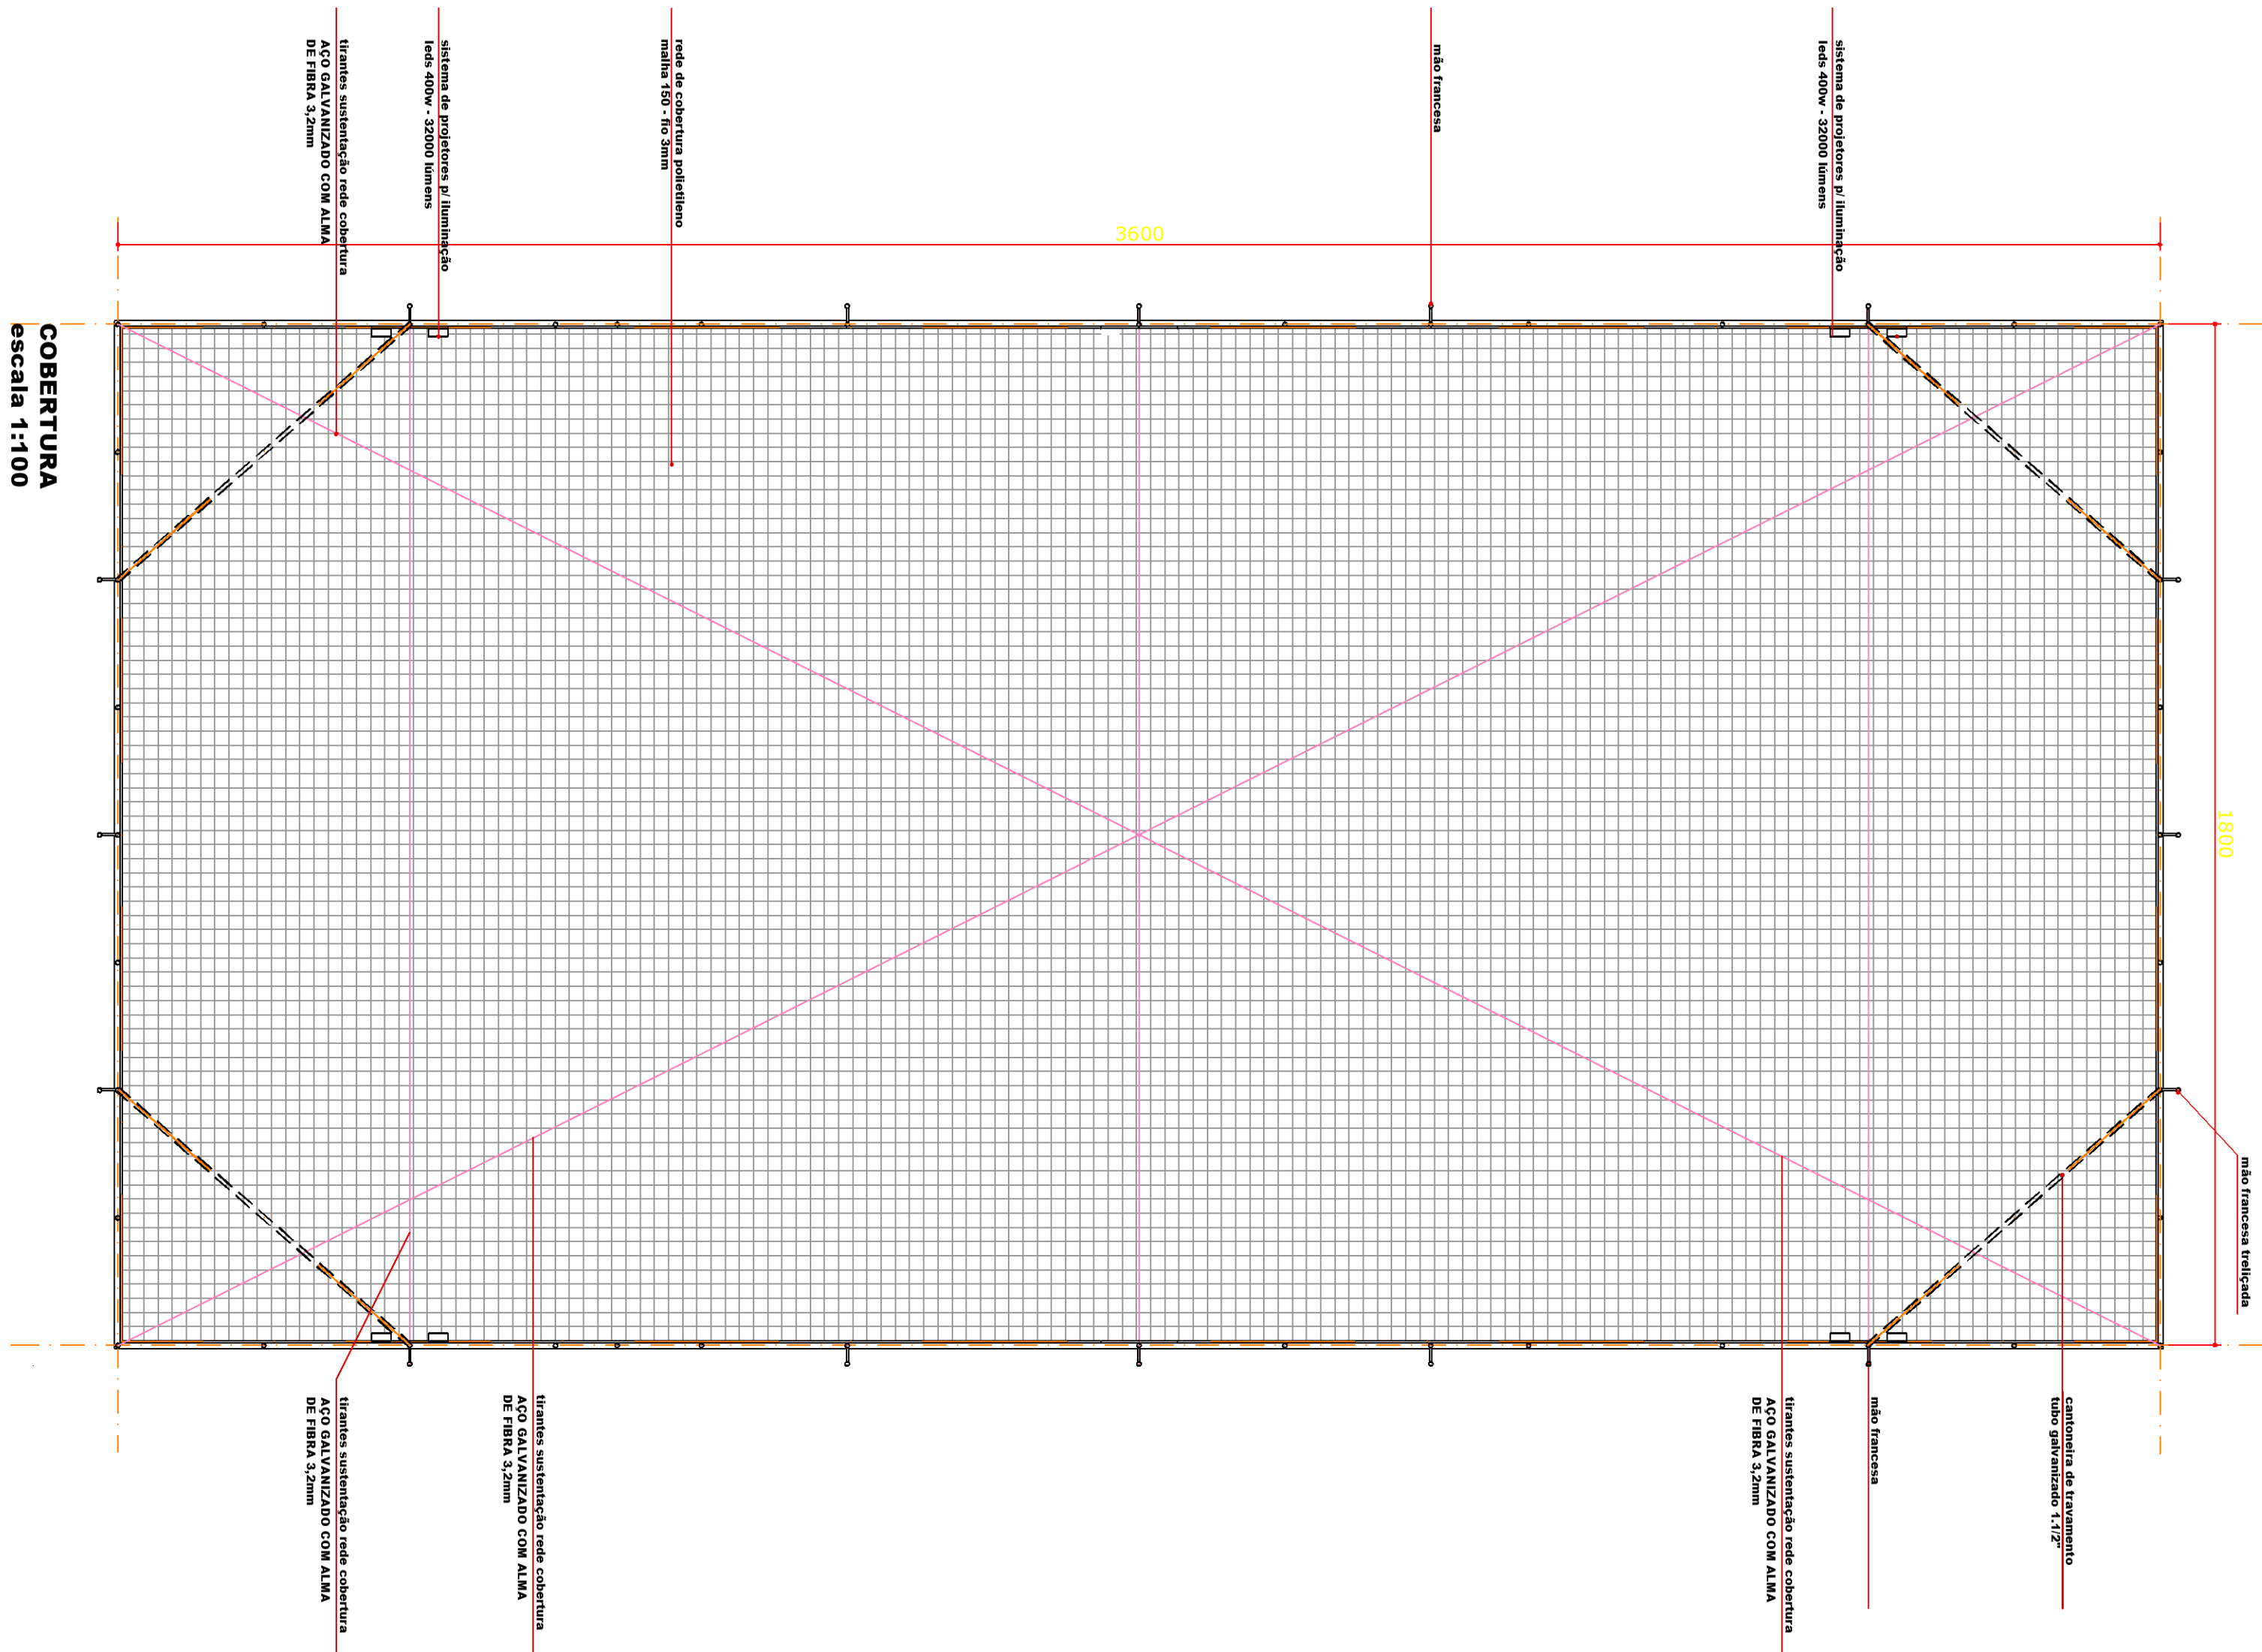 tirantes sustentação rede cobertura
AÇO GALVANIZADO COM ALMA
DE FIBRA 3,2mm
sistema de projetores p/ iluminação
leds 400w - 32000 lúmens
rede de cobertura polietileno
malha 150 - fio 3mm
mão francesa
sistema de projetores p/ iluminação
leds 400w - 32000 lúmens
3600
1800
COBERTURA
escala 1:100
mão francesa treliçada
tirantes sustentação rede cobertura
AÇO GALVANIZADO COM ALMA
DE FIBRA 3,2mm
tirantes sustentação rede cobertura
AÇO GALVANIZADO COM ALMA
DE FIBRA 3,2mm
tirantes sustentação rede cobertura
AÇO GALVANIZADO COM ALMA
DE FIBRA 3,2mm
mão francesa
cantoneira de travamento
tubo galvanizado 1.1/2"